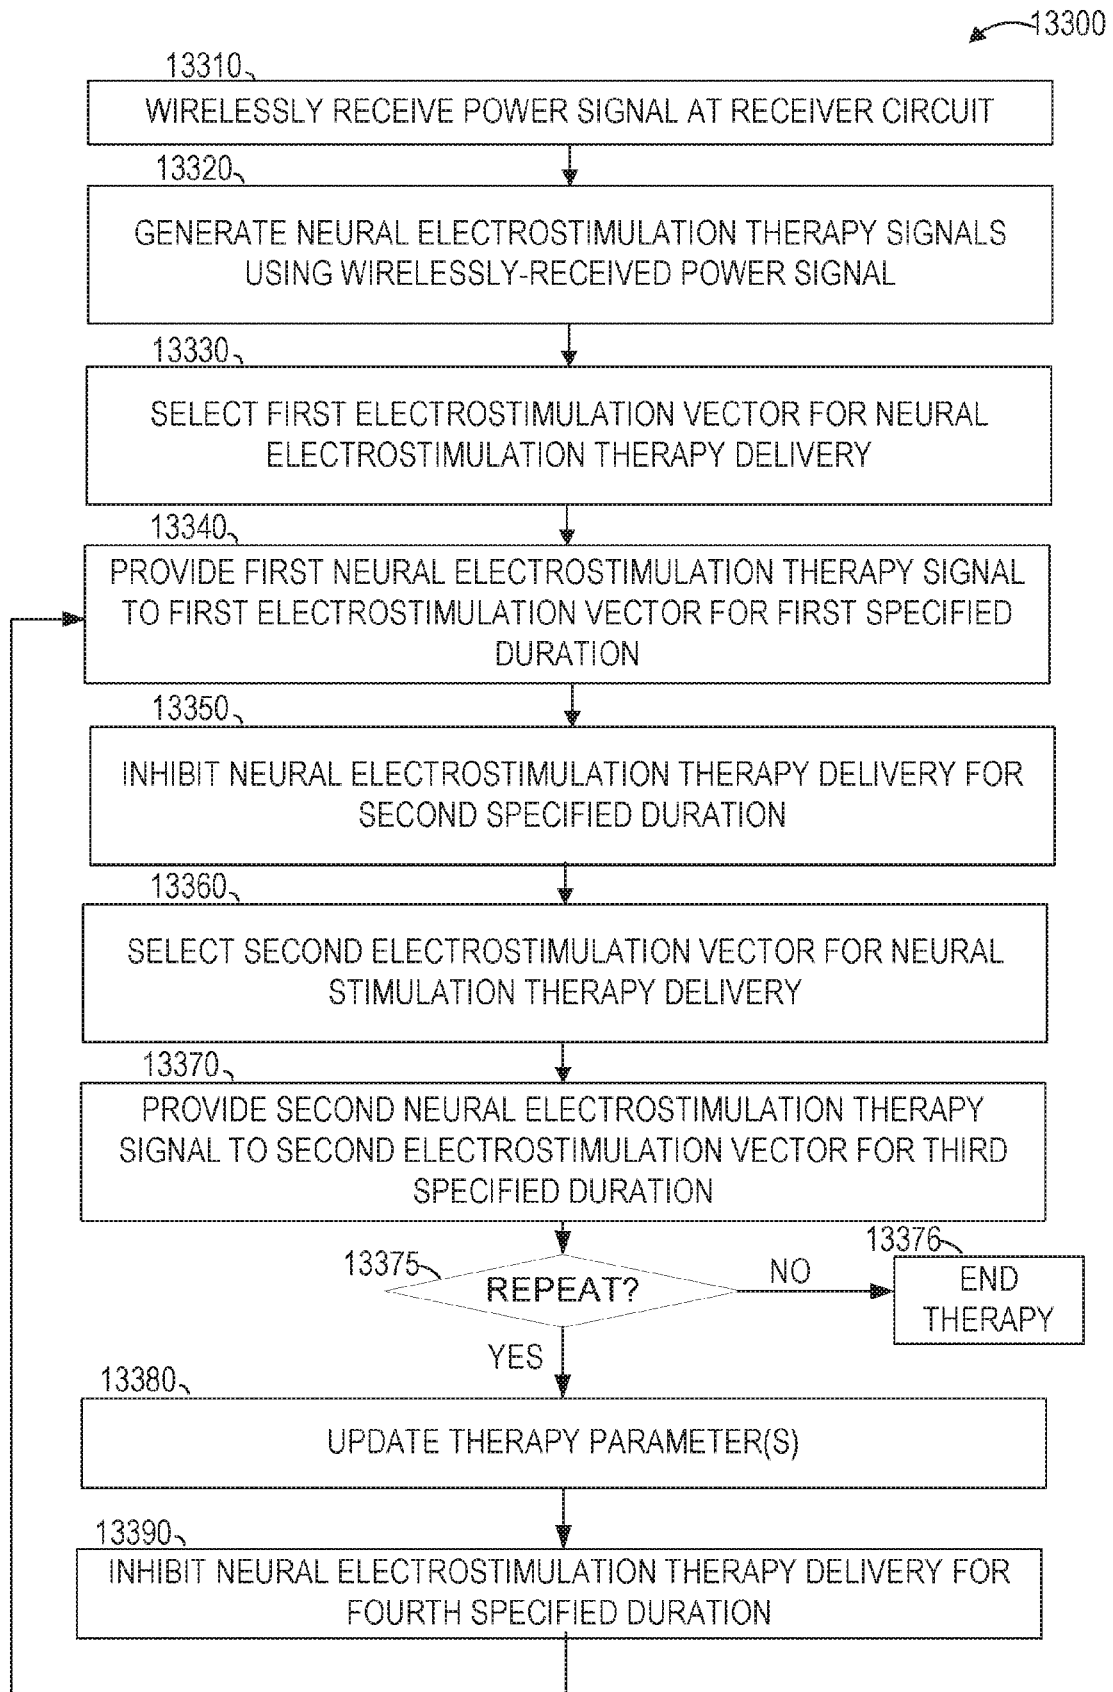 13300
13310
WIRELESSLY RECEIVE POWER SIGNAL AT RECEIVER CIRCUIT
13320
GENERATE NEURAL ELECTROSTIMULATION THERAPY SIGNALS
USING WIRELESSLY-RECEIVED POWER SIGNAL
13330
SELECT FIRST ELECTROSTIMULATION VECTOR FOR NEURAL
ELECTROSTIMULATION THERAPY DELIVERY
13340
PROVIDE FIRST NEURAL ELECTROSTIMULATION THERAPY SIGNAL
TO FIRST ELECTROSTIMULATION VECTOR FOR FIRST SPECIFIED
DURATION
13350
INHIBIT NEURAL ELECTROSTIMULATION THERAPY DELIVERY FOR
SECOND SPECIFIED DURATION
13360
SELECT SECOND ELECTROSTIMULATION VECTOR FOR NEURAL
STIMULATION THERAPY DELIVERY
13370
PROVIDE SECOND NEURAL ELECTROSTIMULATION THERAPY
SIGNAL TO SECOND ELECTROSTIMULATION VECTOR FOR THIRD
SPECIFIED DURATION
13375
REPEAT?
NO
13376
END
THERAPY
YES
13380
UPDATE THERAPY PARAMETER(S)
13390
INHIBIT NEURAL ELECTROSTIMULATION THERAPY DELIVERY FOR
FOURTH SPECIFIED DURATION